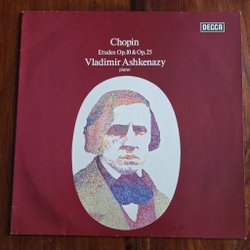 DECCA
Chopin
Etudes Op.10 & Op.25
Vladimir Ashkenazy
piano